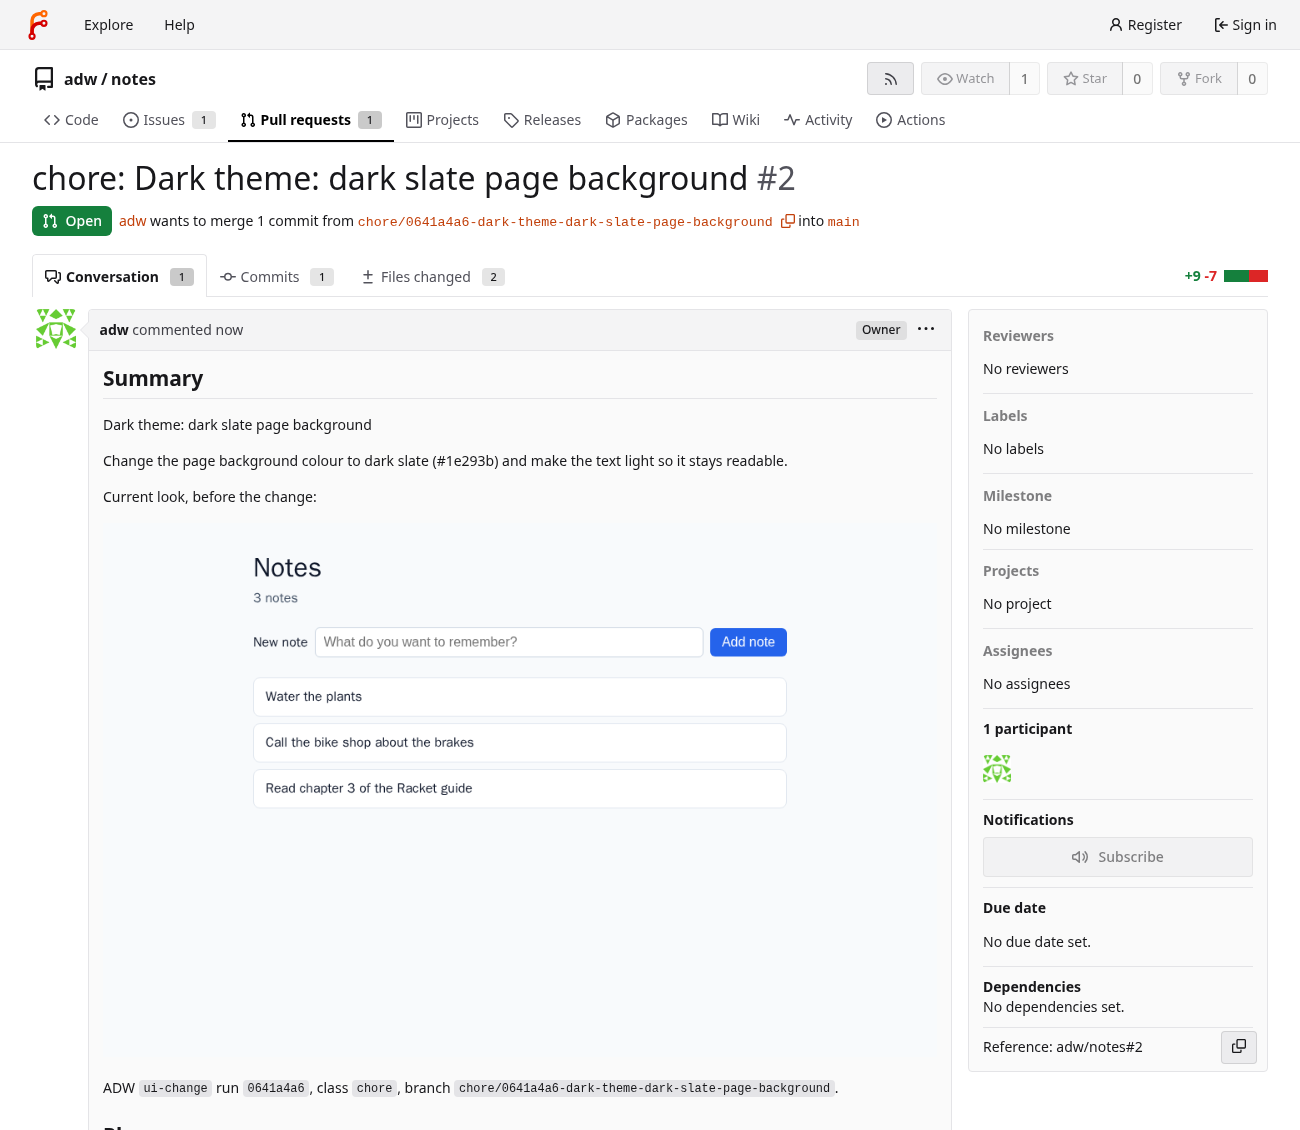 Explore Help Register Sign in
adw / notes Watch 1 Star 0 Fork 0
Code Issues 1 Pull requests 1 Projects Releases Packages Wiki Activity Actions
chore: Dark theme: dark slate page background #2
Open adw wants to merge 1 commit from chore/0641a4a6-dark-theme-dark-slate-page-background into main
Conversation 1 Commits 1 Files changed 2 +9 -7
adw commented now Owner
Summary
Dark theme: dark slate page background
Change the page background colour to dark slate (#1e293b) and make the text light so it stays readable.
Current look, before the change:
Notes
3 notes
New note What do you want to remember? Add note
Water the plants
Call the bike shop about the brakes
Read chapter 3 of the Racket guide
ADW ui-change run 0641a4a6, class chore, branch chore/0641a4a6-dark-theme-dark-slate-page-background.
Reviewers
No reviewers
Labels
No labels
Milestone
No milestone
Projects
No project
Assignees
No assignees
1 participant
Notifications
Subscribe
Due date
No due date set.
Dependencies
No dependencies set.
Reference: adw/notes#2